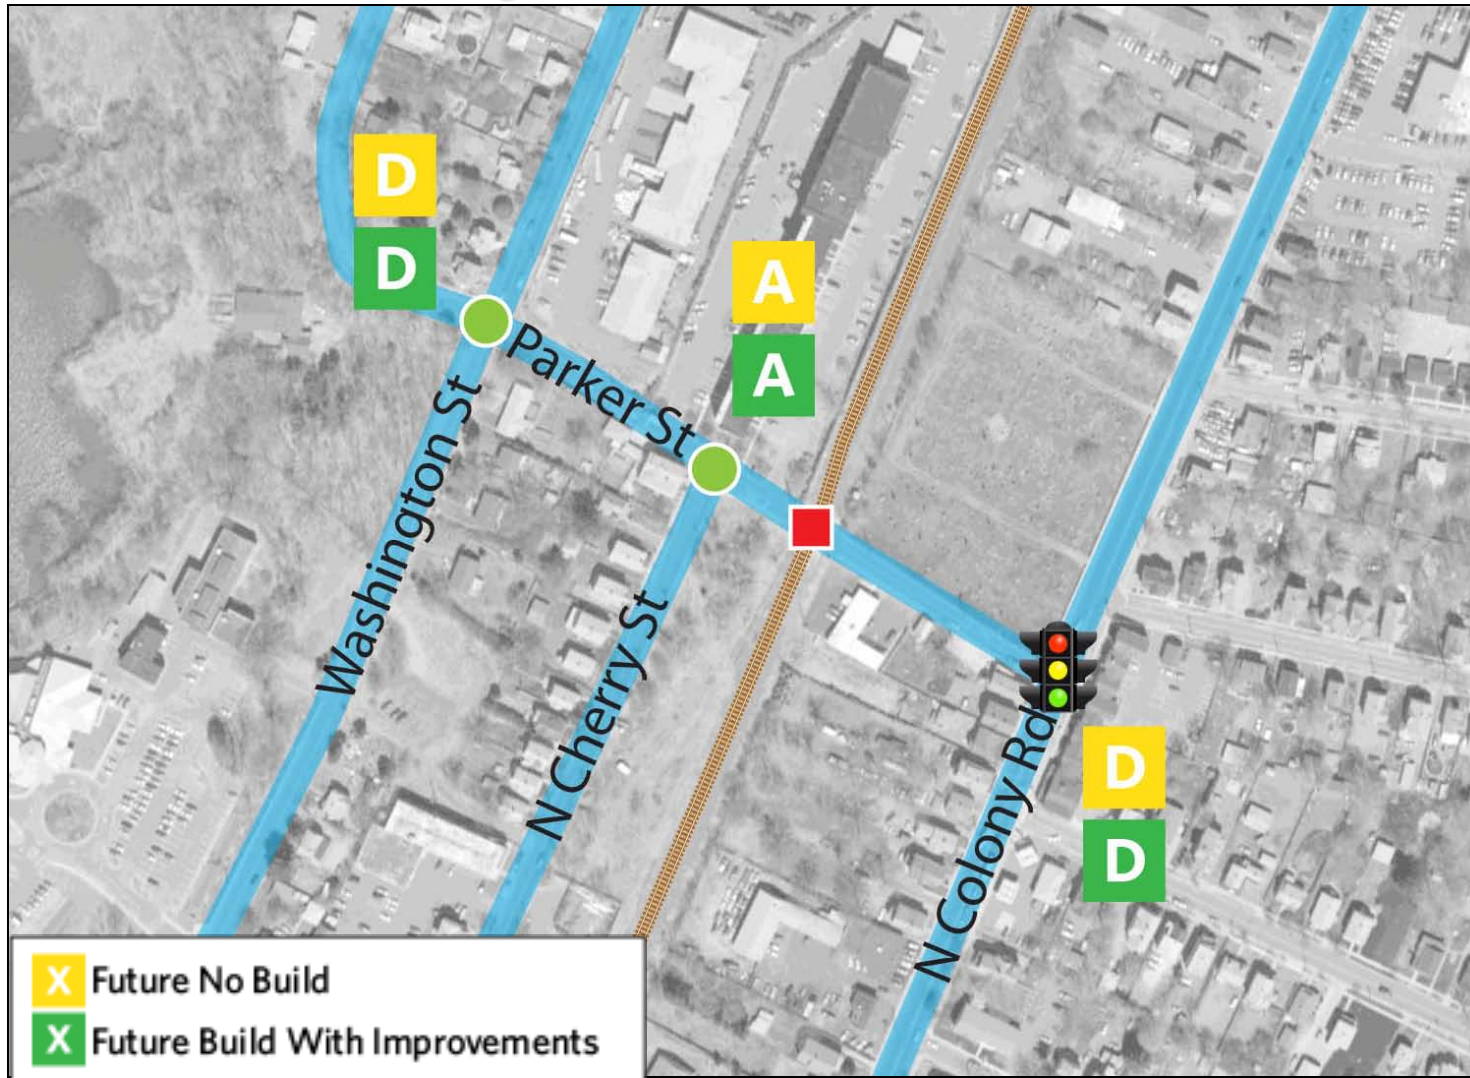 D
D
A
A
Parker St
Washington St
N Cherry St
N Colony Rd
D
D
X Future No Build
X Future Build With Improvements